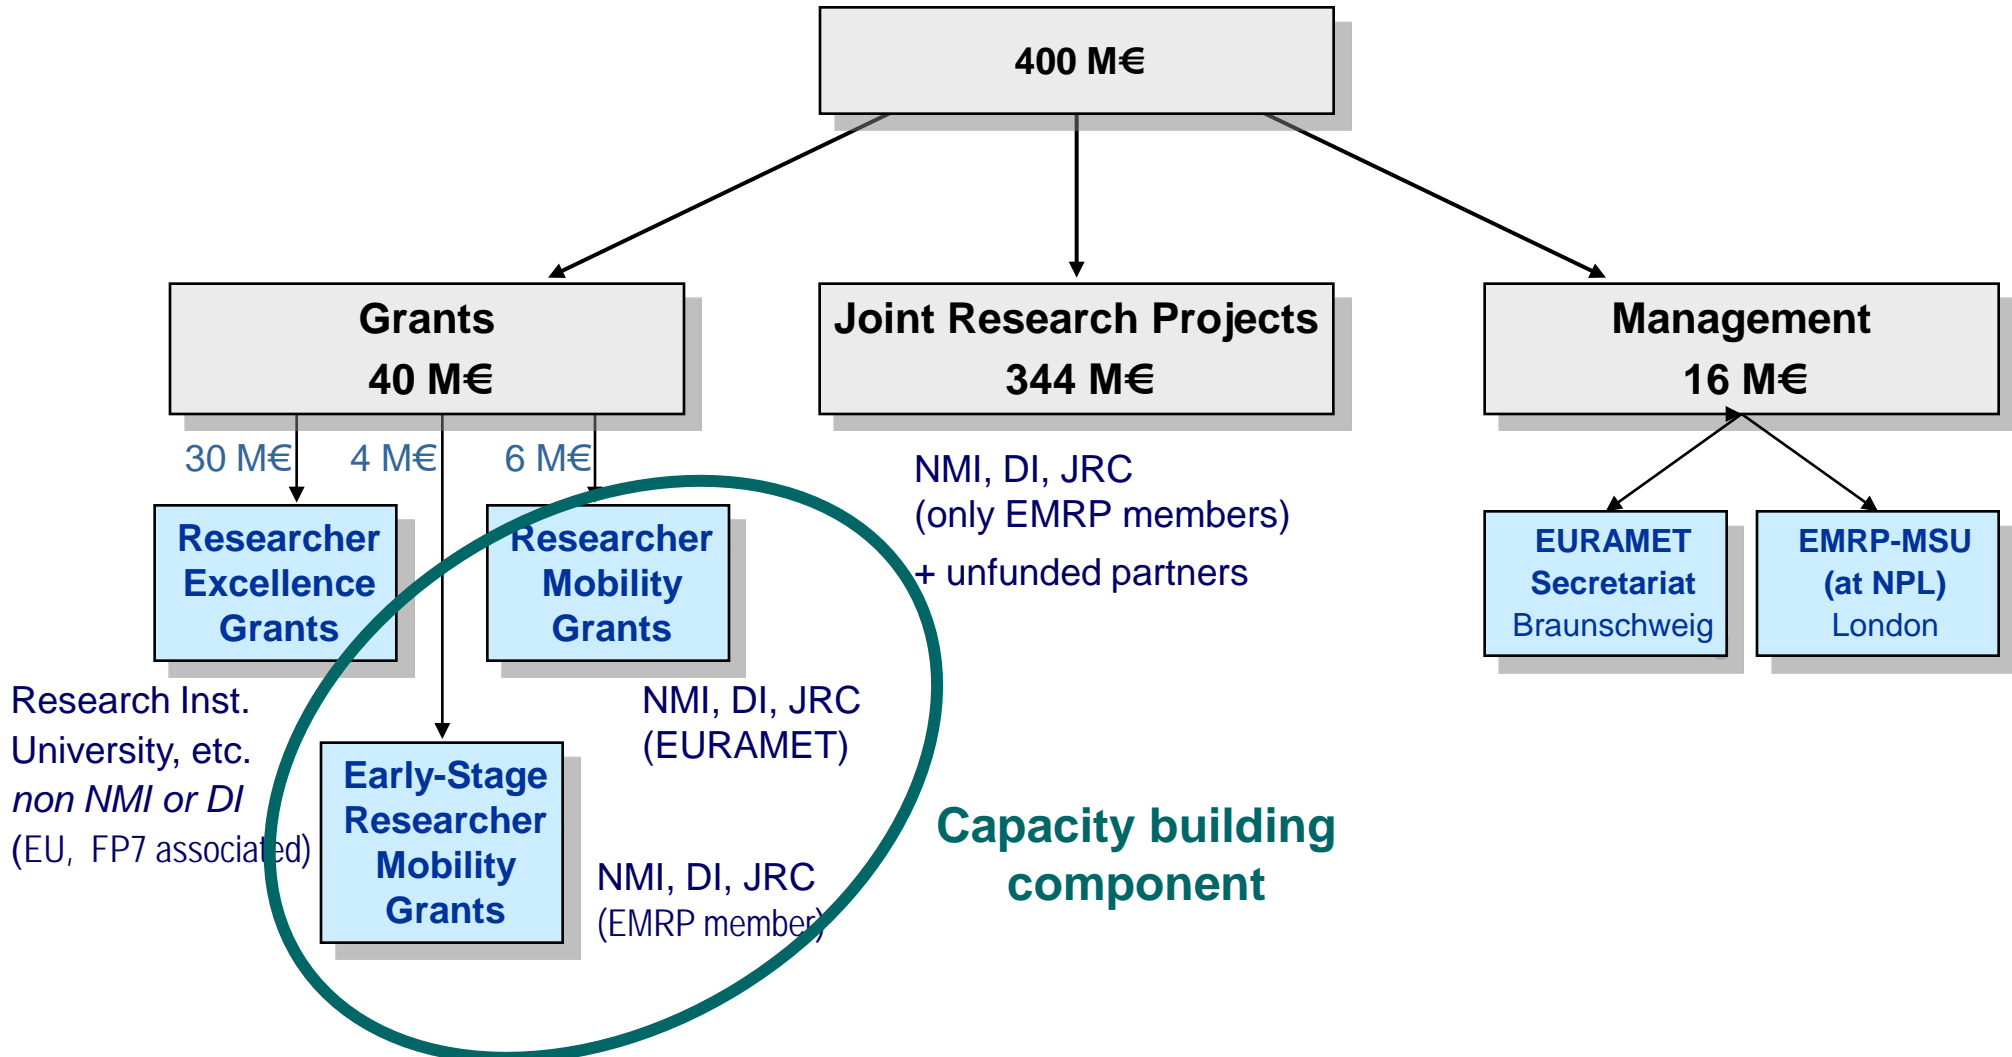 400 M€
Grants
40 M€
Joint Research Projects
344 M€
Management
16 M€
30 M€
4 M€
6 M€
Researcher
Excellence
Grants
Researcher
Mobility
Grants
NMI, DI, JRC
(only EMRP members)
+ unfunded partners
EURAMET
Secretariat
Braunschweig
EMRP-MSU
(at NPL)
London
Research Inst.
University, etc.
non NMI or DI
(EU, FP7 associated)
NMI, DI, JRC
(EURAMET)
Early-Stage
Researcher
Mobility
Grants
NMI, DI, JRC
(EMRP member)
Capacity building
component